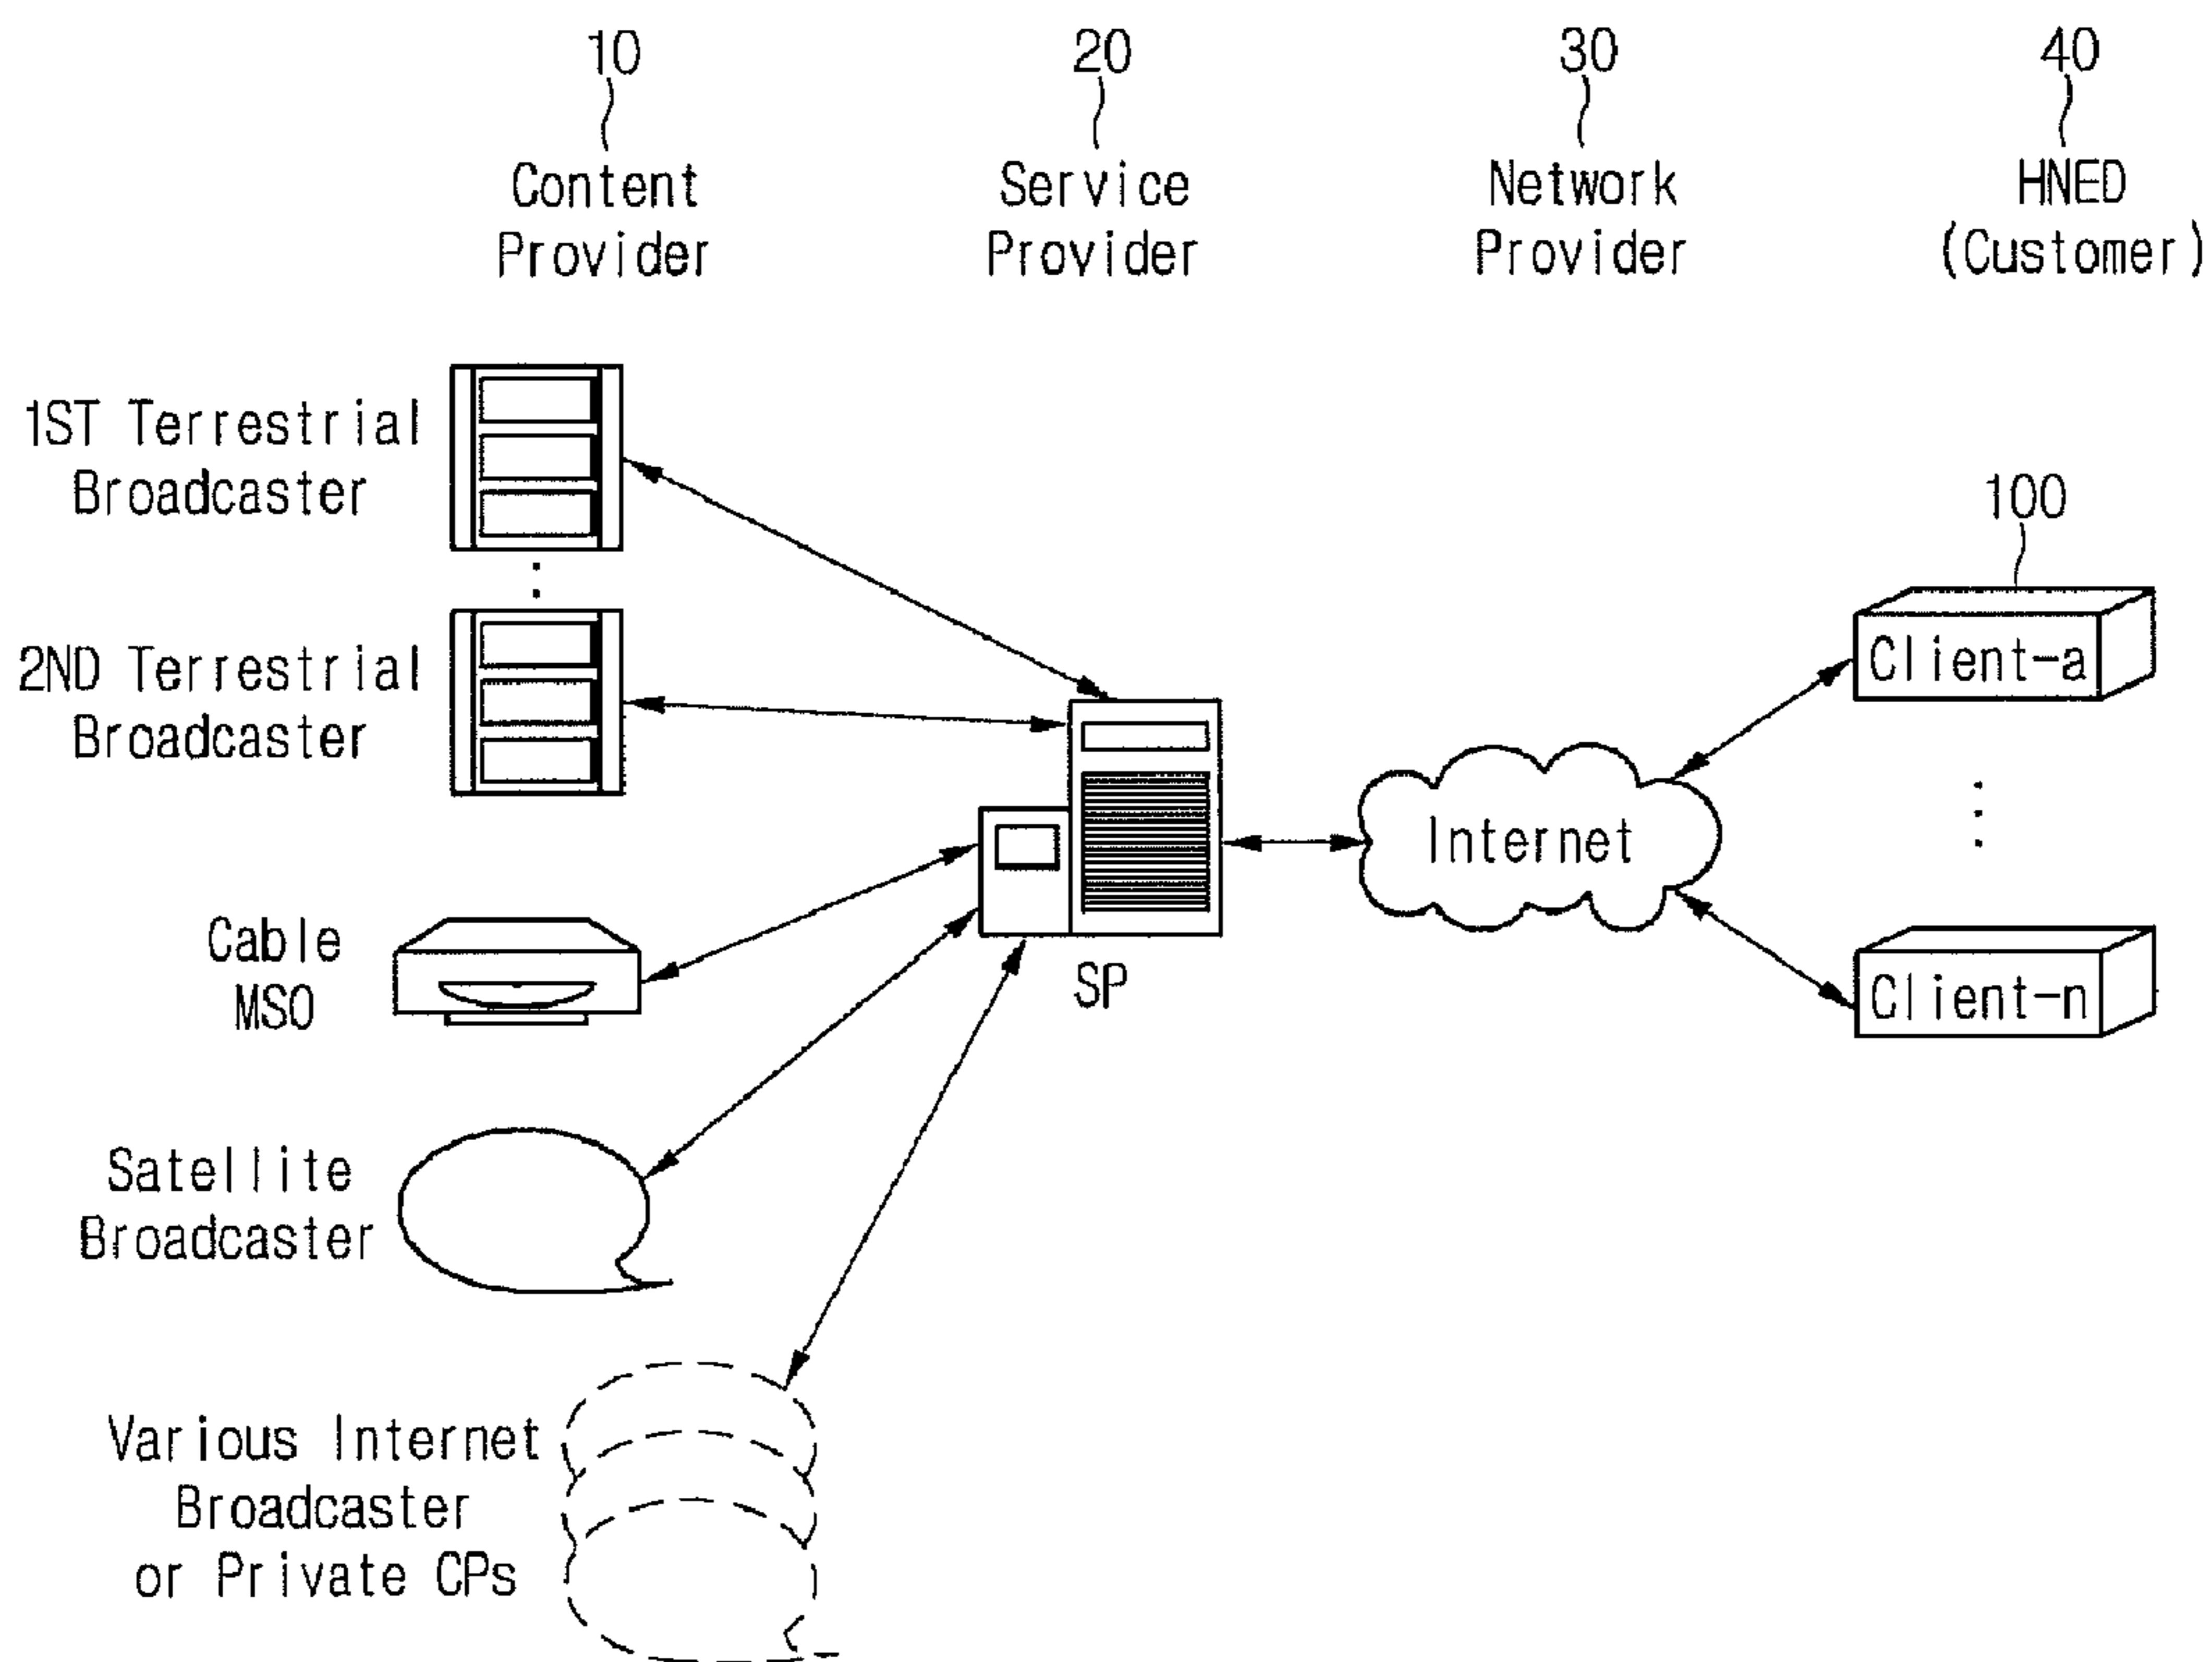 10
20
30
40
Content
Provider
Service
Provider
Network
Provider
HNED
(Customer)
1ST Terrestrial
Broadcaster
2ND Terrestrial
Broadcaster
Cable
MSO
Satellite
Broadcaster
Various Internet
Broadcaster
or Private CPs
SP
Internet
100
Client-a
Client-n